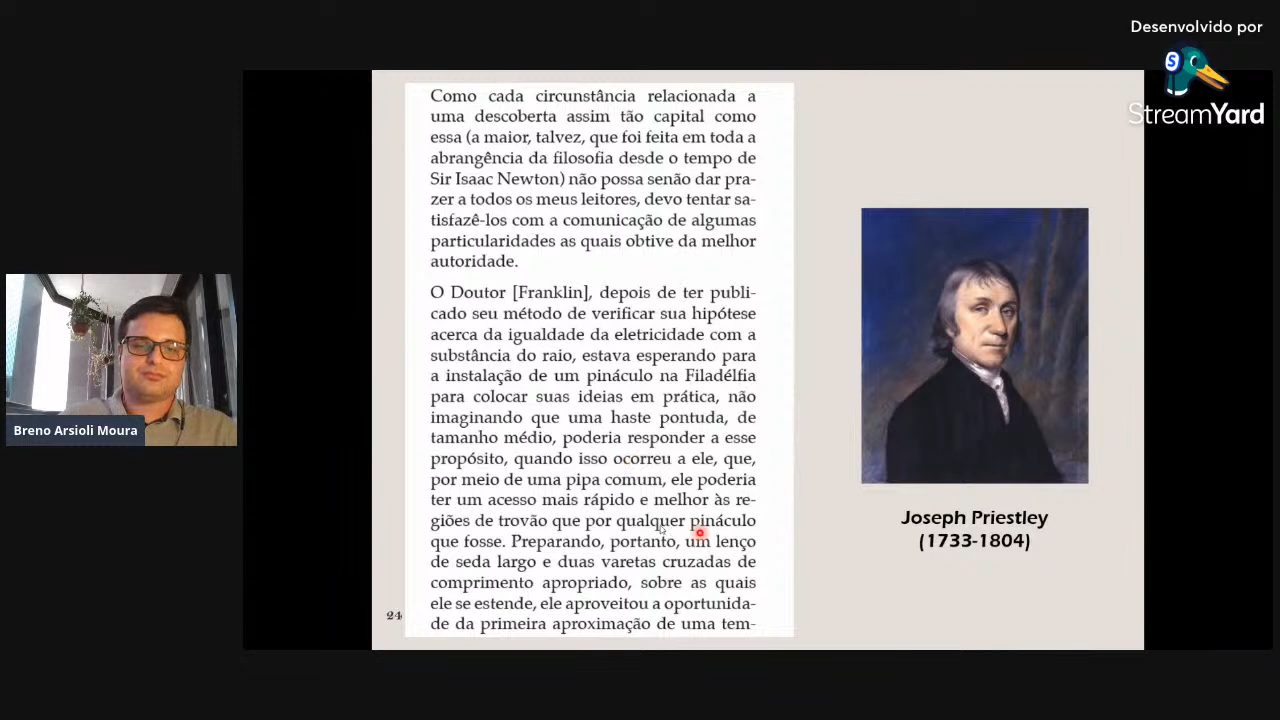 Desenvolvido por
StreamYard
Como cada circunstância relacionada a
uma descoberta assim tão capital como
essa (a maior, talvez, que foi feita em toda a
abrangência da filosofia desde o tempo de
Sir Isaac Newton) não possa senão dar pra-
zer a todos os meus leitores, devo tentar sa-
tisfazê-los com a comunicação de algumas
particularidades as quais obtive da melhor
autoridade.
O Doutor [Franklin], depois de ter publi-
cado seu método de verificar sua hipótese
acerca da igualdade da eletricidade com a
substância do raio, estava esperando para
a instalação de um pináculo na Filadélfia
para colocar suas ideias em prática, não
imaginando que uma haste pontuda, de
tamanho médio, poderia responder a esse
propósito, quando isso ocorreu a ele, que,
por meio de uma pipa comum, ele poderia
ter um acesso mais rápido e melhor às re-
giões de trovão que por qualquer pináculo
que fosse. Preparando, portanto, um lenço
de seda largo e duas varetas cruzadas de
comprimento apropriado, sobre as quais
ele se estende, ele aproveitou a oportunida-
de da primeira aproximação de uma tem-
24
Joseph Priestley
(1733-1804)
Breno Arsioli Moura